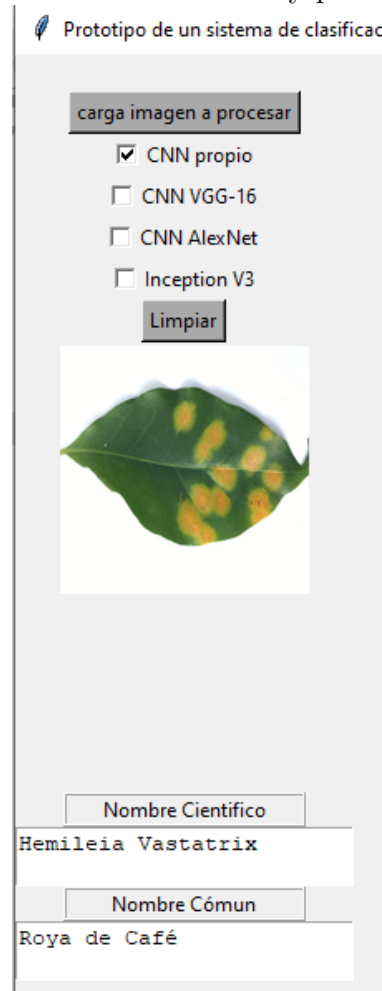 Prototipo de un sistema de clasificac
carga imagen a procesar
CNN propio
CNN VGG-16
CNN AlexNet
Inception V3
Limpiar
Nombre Cientifico
Hemileia Vastatrix
Nombre Cómun
Roya de Café